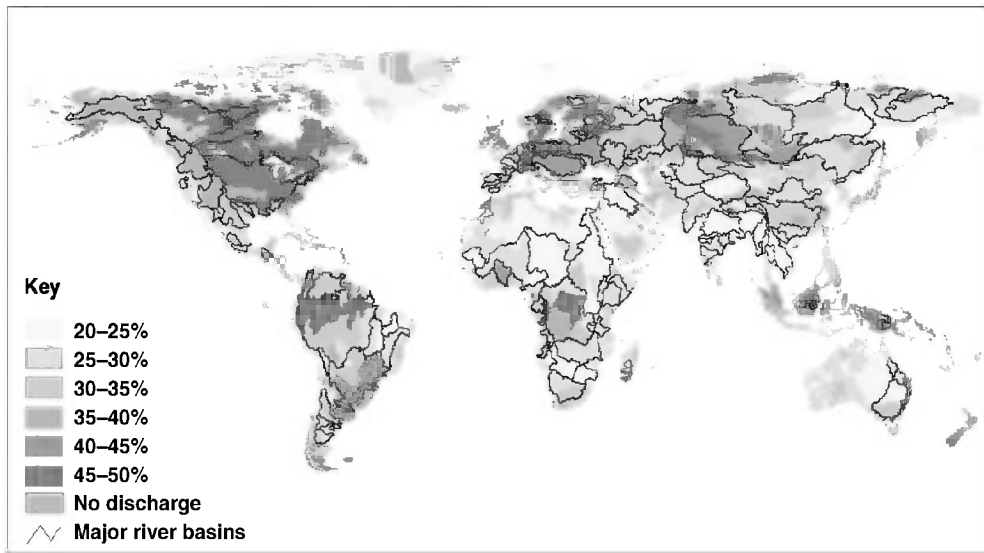 Key
20–25%
25–30%
30–35%
35–40%
40–45%
45–50%
No discharge
Major river basins